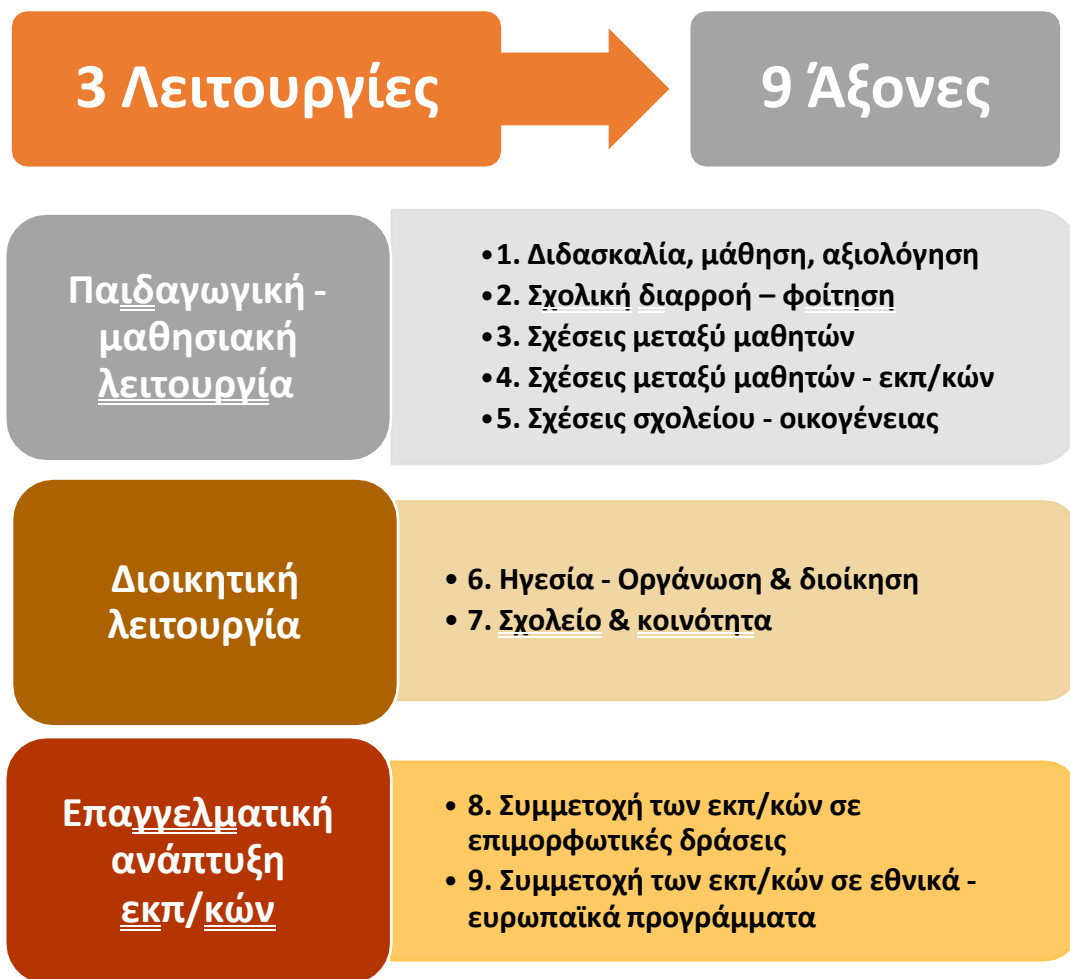 3 Λειτουργίες
9 Άξονες
Παιδαγωγική -
μαθησιακή
λειτουργία
•1. Διδασκαλία, μάθηση, αξιολόγηση
•2. Σχολική διαρροή – φοίτηση
•3. Σχέσεις μεταξύ μαθητών
•4. Σχέσεις μεταξύ μαθητών - εκπ/κών
•5. Σχέσεις σχολείου - οικογένειας
Διοικητική
λειτουργία
• 6. Ηγεσία - Οργάνωση & διοίκηση
• 7. Σχολείο & κοινότητα
Επαγγελματική
ανάπτυξη
εκπ/κών
• 8. Συμμετοχή των εκπ/κών σε
επιμορφωτικές δράσεις
• 9. Συμμετοχή των εκπ/κών σε εθνικά -
ευρωπαϊκά προγράμματα